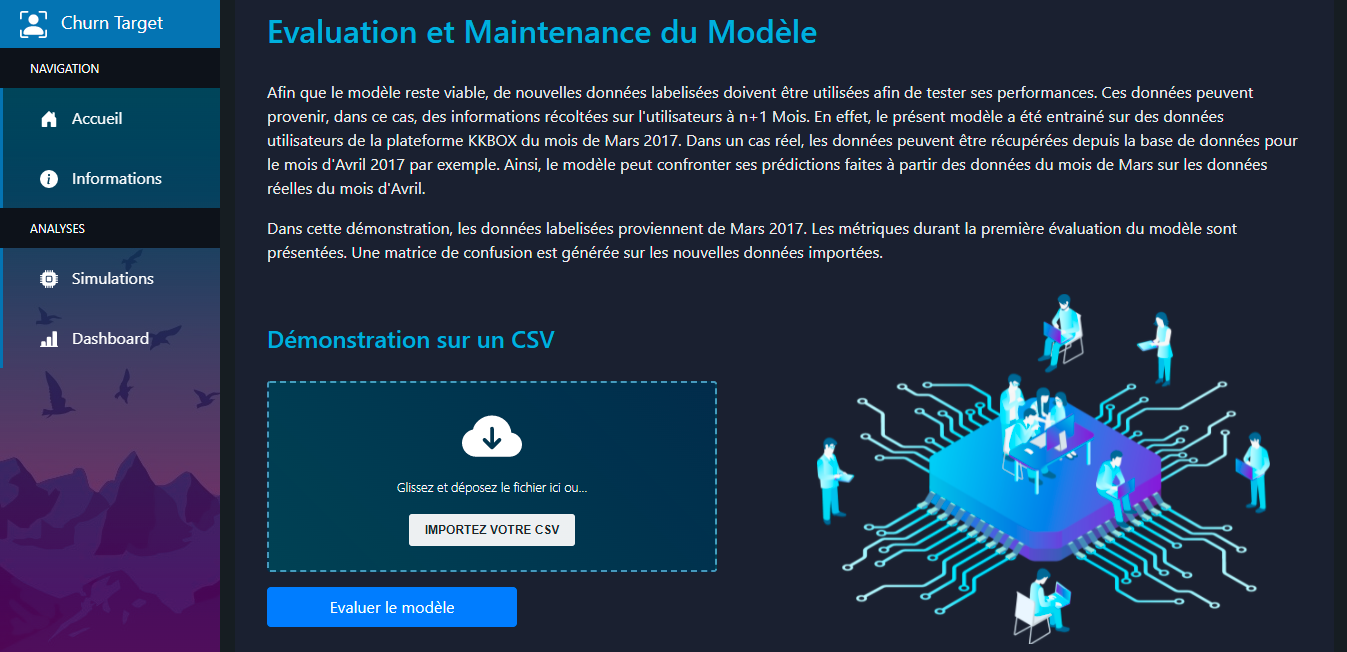 Churn Target
NAVIGATION
Accueil
Informations
ANALYSES
Simulations
Dashboard
Evaluation et Maintenance du Modèle
Afin que le modèle reste viable, de nouvelles données labelisées doivent être utilisées afin de tester ses performances. Ces données peuvent
provenir, dans ce cas, des informations récoltées sur l'utilisateurs à n+1 Mois. En effet, le présent modèle a été entrainé sur des données
utilisateurs de la plateforme KKBOX du mois de Mars 2017. Dans un cas réel, les données peuvent être récupérées depuis la base de données pour
le mois d'Avril 2017 par exemple. Ainsi, le modèle peut confronter ses prédictions faites à partir des données du mois de Mars sur les données
réelles du mois d'Avril.
Dans cette démonstration, les données labelisées proviennent de Mars 2017. Les métriques durant la première évaluation du modèle sont
présentées. Une matrice de confusion est générée sur les nouvelles données importées.
Démonstration sur un CSV
Glissez et déposez le fichier ici ou...
IMPORTEZ VOTRE CSV
Evaluer le modèle